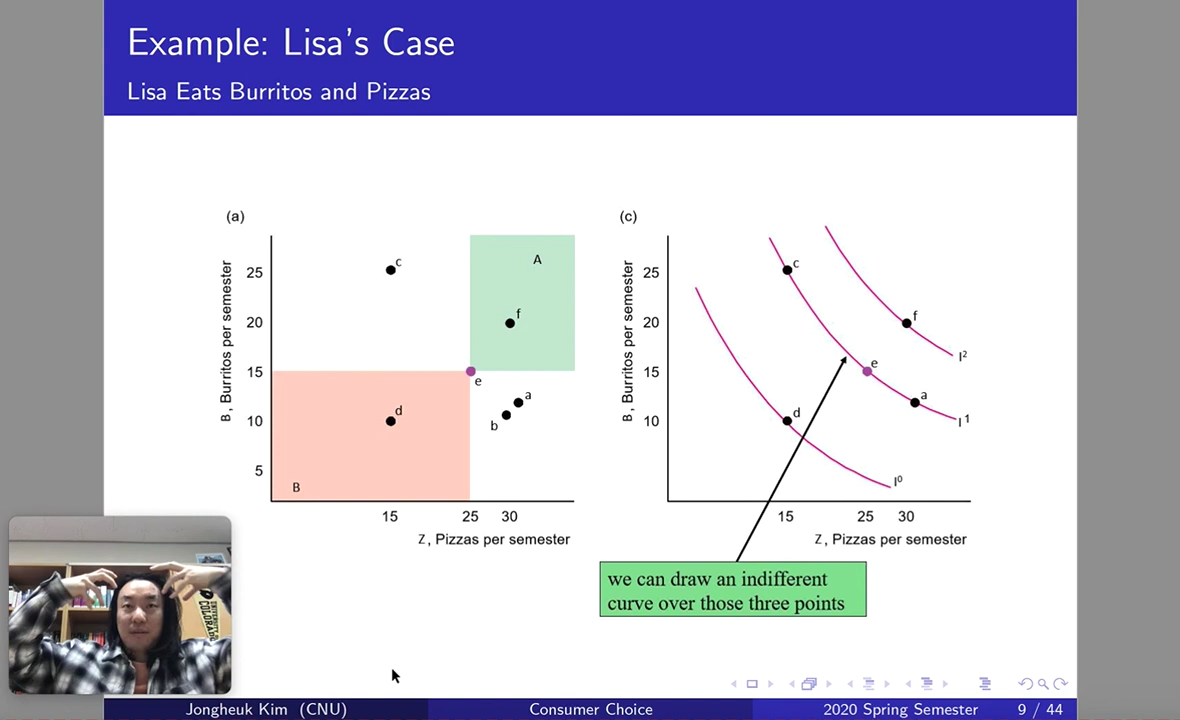 Example: Lisa's Case
Lisa Eats Burritos and Pizzas
(a)
B, Burritos per semester
25
20
15
10
5
c
A
f
e
d
a
b
B
15 25 30
Z, Pizzas per semester
(c)
B, Burritos per semester
25
20
15
10
c
f
I²
e
a
I¹
d
I⁰
15 25 30
Z, Pizzas per semester
we can draw an indifferent
curve over those three points
UNIVERSITY
COLORADO
Jongheuk Kim (CNU) Consumer Choice 2020 Spring Semester 9 / 44